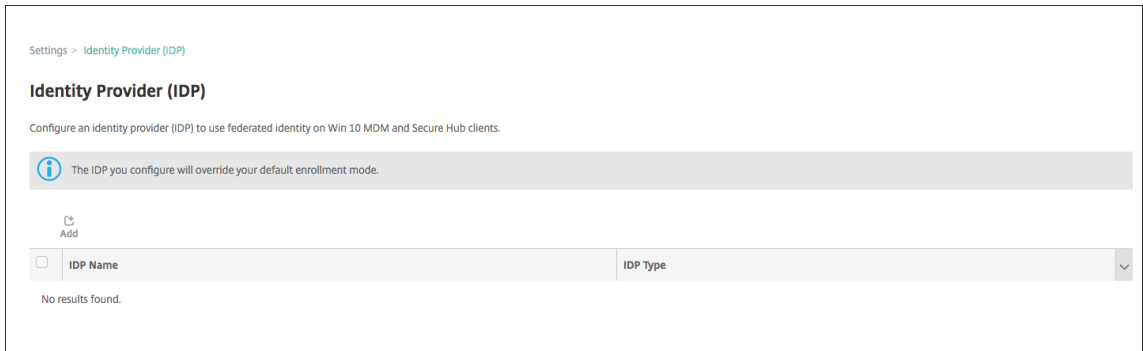 Settings > Identity Provider (IDP)
Identity Provider (IDP)
Configure an identity provider (IDP) to use federated identity on Win 10 MDM and Secure Hub clients.
The IDP you configure will override your default enrollment mode.
Add
IDP Name IDP Type
No results found.